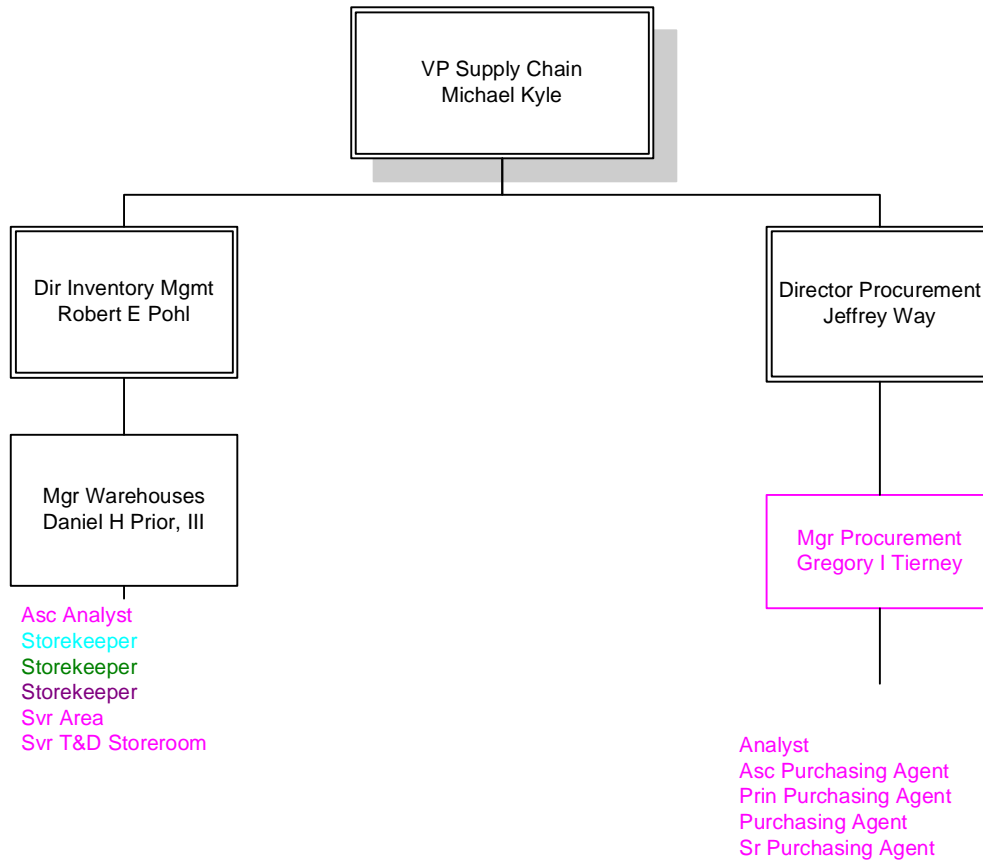 VP Supply Chain
Michael Kyle
Dir Inventory Mgmt
Robert E Pohl
Director Procurement
Jeffrey Way
Mgr Warehouses
Daniel H Prior, III
Mgr Procurement
Gregory I Tierney
Asc Analyst
Storekeeper
Storekeeper
Storekeeper
Svr Area
Svr T&D Storeroom
Analyst
Asc Purchasing Agent
Prin Purchasing Agent
Purchasing Agent
Sr Purchasing Agent